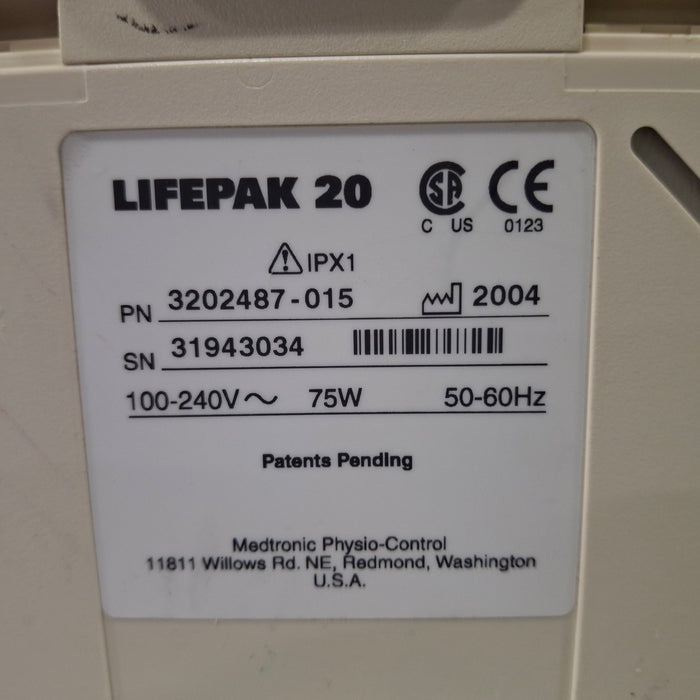 LIFEPAK 20
C US 0123
IPX1
PN 3202487-015 2004
SN 31943034
100-240V~ 75W 50-60Hz
Patents Pending
Medtronic Physio-Control
11811 Willows Rd. NE, Redmond, Washington
U.S.A.